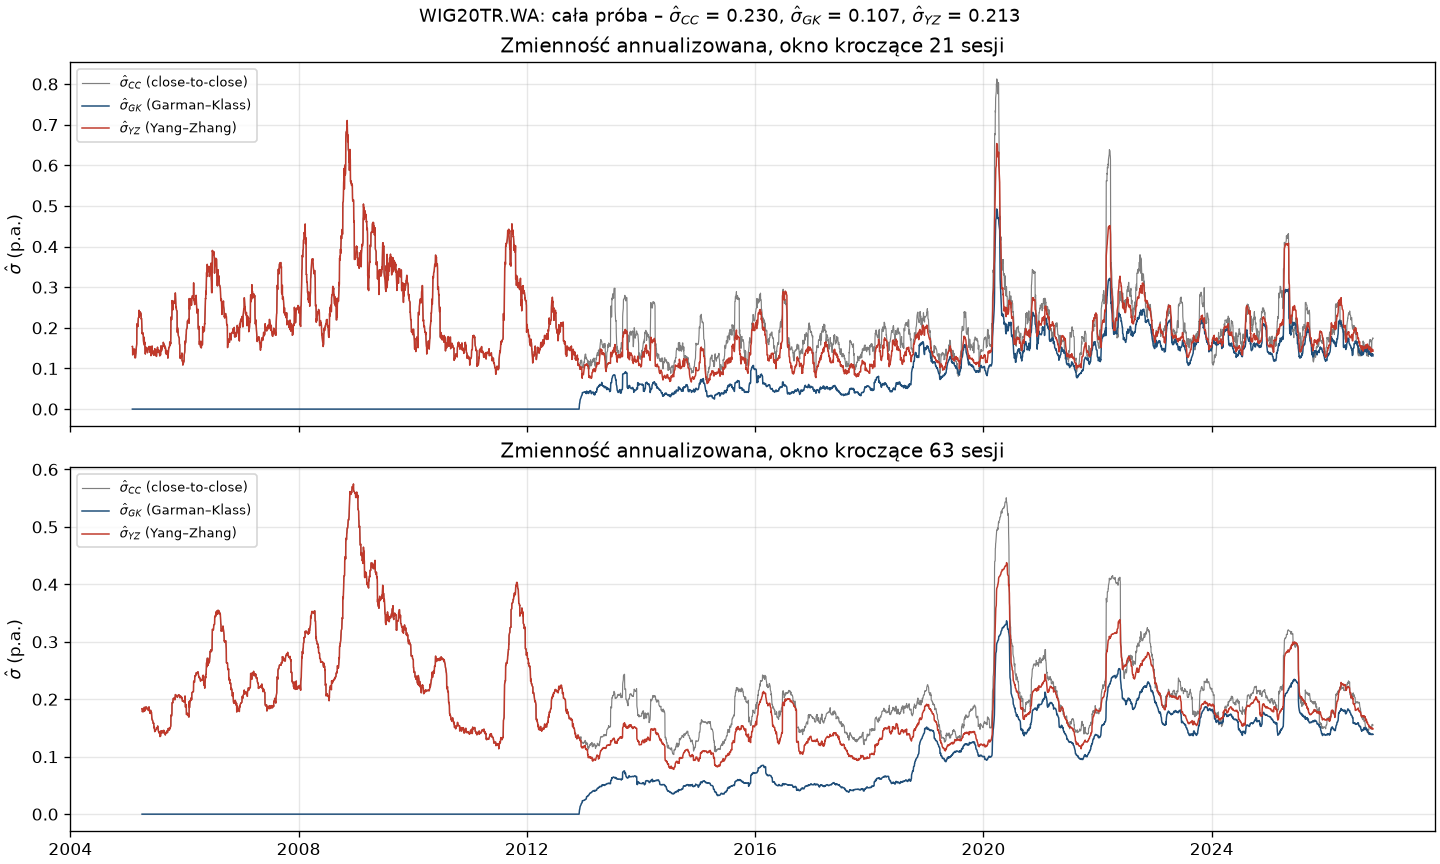 WIG20TR.WA: cała próba – σ̂CC = 0.230, σ̂GK = 0.107, σ̂YZ = 0.213
Zmienność annualizowana, okno kroczące 21 sesji
σ̂ (p.a.)
0.8
0.7
0.6
0.5
0.4
0.3
0.2
0.1
0.0
σ̂CC (close-to-close)
σ̂GK (Garman–Klass)
σ̂YZ (Yang–Zhang)
Zmienność annualizowana, okno kroczące 63 sesji
σ̂ (p.a.)
0.6
0.5
0.4
0.3
0.2
0.1
0.0
σ̂CC (close-to-close)
σ̂GK (Garman–Klass)
σ̂YZ (Yang–Zhang)
2004 2008 2012 2016 2020 2024